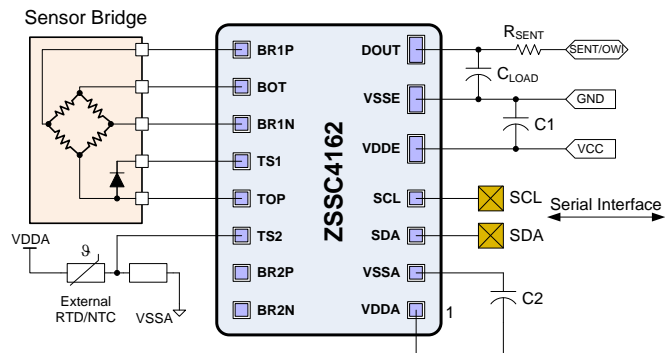 Sensor Bridge
BR1P
BOT
BR1N
TS1
TOP
TS2
BR2P
BR2N
ZSSC4162
DOUT
VSSE
VDDE
SCL
SDA
VSSA
VDDA
1
RSENT
SENT/OWI
CLOAD
GND
C1
VCC
SCL
SDA
Serial Interface
C2
VDDA
ϑ
External
RTD/NTC
VSSA